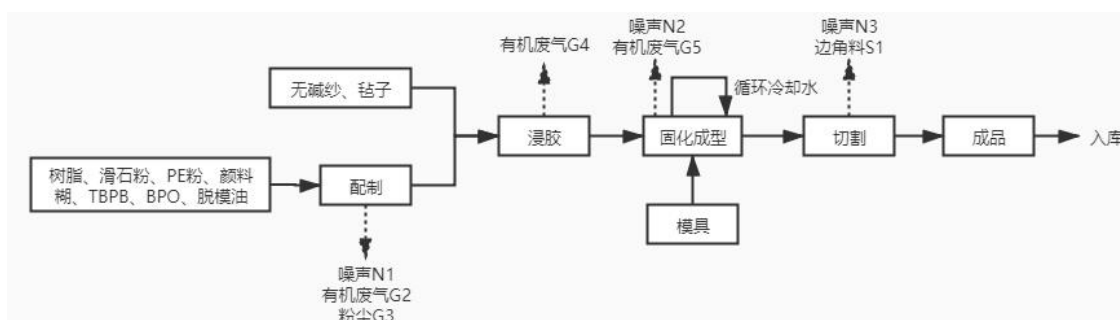 有机废气G4
噪声N2
有机废气G5
噪声N3
边角料S1
无碱纱、毡子
循环冷却水
浸胶
固化成型
切割
成品
入库
树脂、滑石粉、PE粉、颜料
糊、TBPB、BPO、脱模油
配制
模具
噪声N1
有机废气G2
粉尘G3